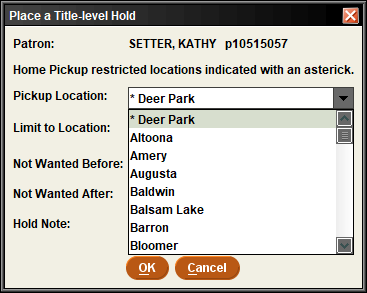 Place a Title-level Hold
Patron: SETTER, KATHY p10515057
Home Pickup restricted locations indicated with an asterick.
Pickup Location: * Deer Park
Limit to Location: * Deer Park
Altoona
Amery
Not Wanted Before: Augusta
Not Wanted After: Baldwin
Balsam Lake
Hold Note: Barron
Bloomer
OK Cancel